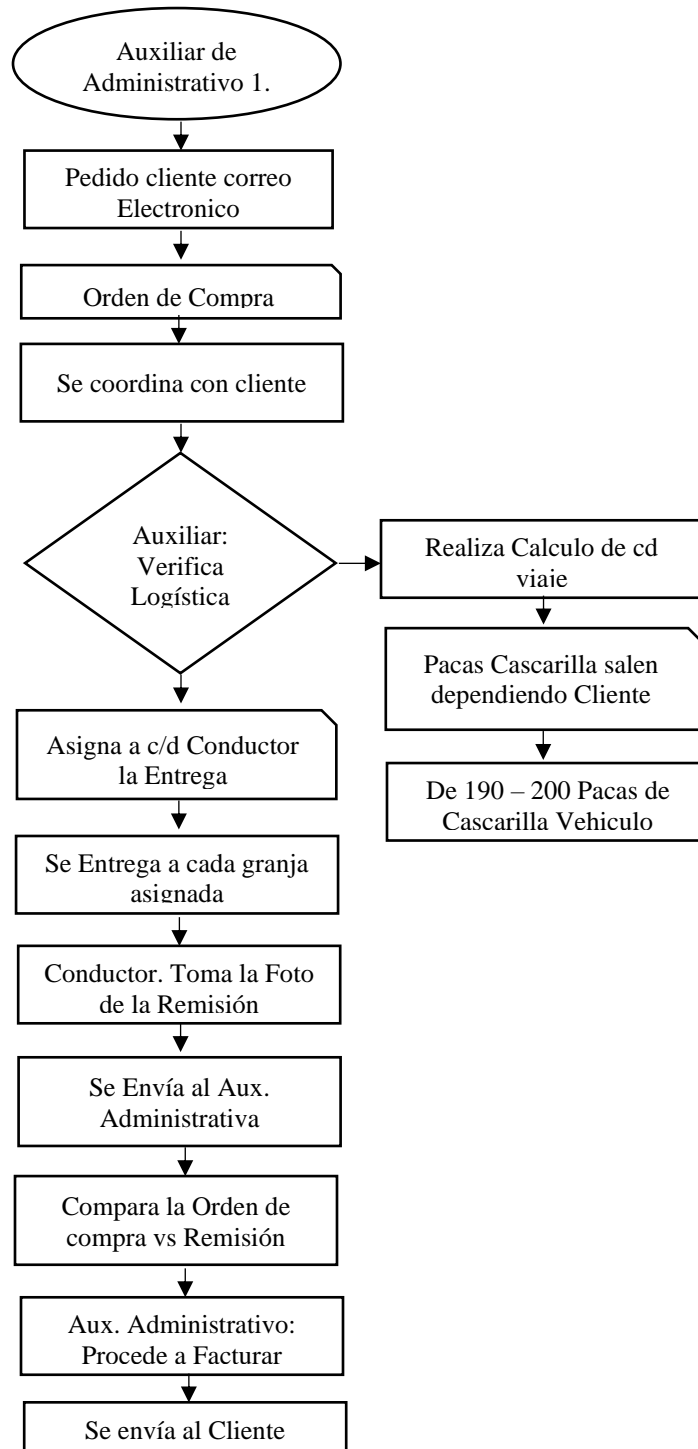 Auxiliar de
Administrativo 1.
Pedido cliente correo
Electronico
Orden de Compra
Se coordina con cliente
Auxiliar:
Verifica
Logística
Realiza Calculo de cd
viaje
Pacas Cascarilla salen
dependiendo Cliente
De 190 – 200 Pacas de
Cascarilla Vehiculo
Asigna a c/d Conductor
la Entrega
Se Entrega a cada granja
asignada
Conductor. Toma la Foto
de la Remisión
Se Envía al Aux.
Administrativa
Compara la Orden de
compra vs Remisión
Aux. Administrativo:
Procede a Facturar
Se envía al Cliente